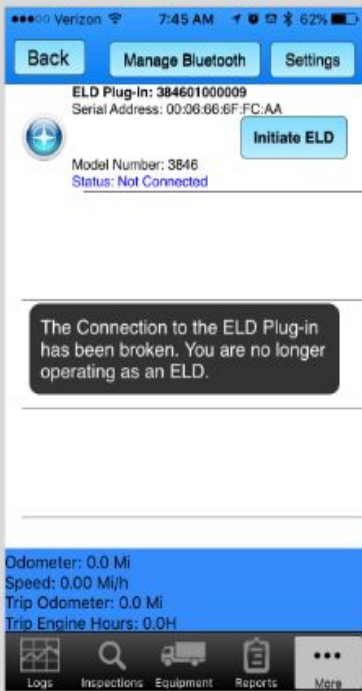 Verizon 7:45 AM 62%
Back Manage Bluetooth Settings
ELD Plug-In: 384601000009
Serial Address: 00:06:66:6F:FC:AA
Initiate ELD
Model Number: 3846
Status: Not Connected
The Connection to the ELD Plug-in
has been broken. You are no longer
operating as an ELD.
Odometer: 0.0 Mi
Speed: 0.00 Mi/h
Trip Odometer: 0.0 Mi
Trip Engine Hours: 0.0H
Logs Inspections Equipment Reports More